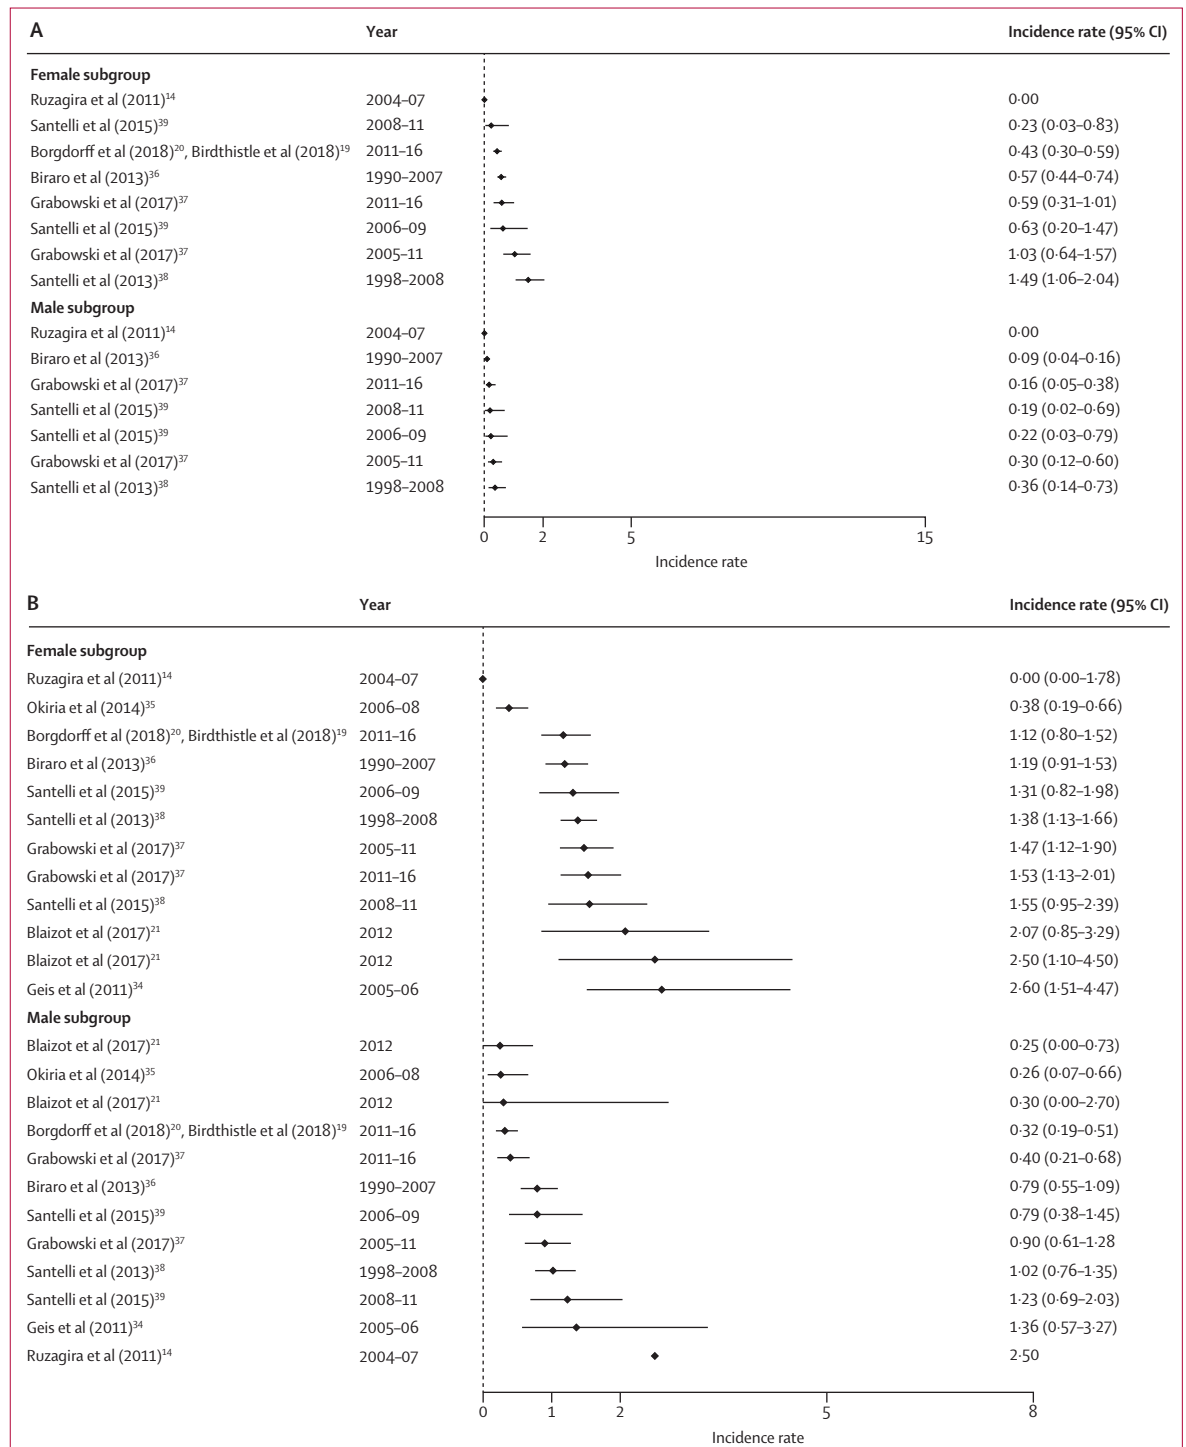 A Year Incidence rate (95% CI)
Female subgroup
Ruzagira et al (2011)¹⁴ 2004–07 0·00
Santelli et al (2015)³⁹ 2008–11 0·23 (0·03–0·83)
Borgdorff et al (2018)²⁰, Birdthistle et al (2018)¹⁹ 2011–16 0·43 (0·30–0·59)
Biraro et al (2013)³⁶ 1990–2007 0·57 (0·44–0·74)
Grabowski et al (2017)³⁷ 2011–16 0·59 (0·31–1·01)
Santelli et al (2015)³⁹ 2006–09 0·63 (0·20–1·47)
Grabowski et al (2017)³⁷ 2005–11 1·03 (0·64–1·57)
Santelli et al (2013)³⁸ 1998–2008 1·49 (1·06–2·04)
Male subgroup
Ruzagira et al (2011)¹⁴ 2004–07 0·00
Biraro et al (2013)³⁶ 1990–2007 0·09 (0·04–0·16)
Grabowski et al (2017)³⁷ 2011–16 0·16 (0·05–0·38)
Santelli et al (2015)³⁹ 2008–11 0·19 (0·02–0·69)
Santelli et al (2015)³⁹ 2006–09 0·22 (0·03–0·79)
Grabowski et al (2017)³⁷ 2005–11 0·30 (0·12–0·60)
Santelli et al (2013)³⁸ 1998–2008 0·36 (0·14–0·73)
0 2 5 15
Incidence rate
B Year Incidence rate (95% CI)
Female subgroup
Ruzagira et al (2011)¹⁴ 2004–07 0·00 (0·00–1·78)
Okiria et al (2014)³⁵ 2006–08 0·38 (0·19–0·66)
Borgdorff et al (2018)²⁰, Birdthistle et al (2018)¹⁹ 2011–16 1·12 (0·80–1·52)
Biraro et al (2013)³⁶ 1990–2007 1·19 (0·91–1·53)
Santelli et al (2015)³⁹ 2006–09 1·31 (0·82–1·98)
Santelli et al (2013)³⁸ 1998–2008 1·38 (1·13–1·66)
Grabowski et al (2017)³⁷ 2005–11 1·47 (1·12–1·90)
Grabowski et al (2017)³⁷ 2011–16 1·53 (1·13–2·01)
Santelli et al (2015)³⁸ 2008–11 1·55 (0·95–2·39)
Blaizot et al (2017)²¹ 2012 2·07 (0·85–3·29)
Blaizot et al (2017)²¹ 2012 2·50 (1·10–4·50)
Geis et al (2011)³⁴ 2005–06 2·60 (1·51–4·47)
Male subgroup
Blaizot et al (2017)²¹ 2012 0·25 (0·00–0·73)
Okiria et al (2014)³⁵ 2006–08 0·26 (0·07–0·66)
Blaizot et al (2017)²¹ 2012 0·30 (0·00–2·70)
Borgdorff et al (2018)²⁰, Birdthistle et al (2018)¹⁹ 2011–16 0·32 (0·19–0·51)
Grabowski et al (2017)³⁷ 2011–16 0·40 (0·21–0·68)
Biraro et al (2013)³⁶ 1990–2007 0·79 (0·55–1·09)
Santelli et al (2015)³⁹ 2006–09 0·79 (0·38–1·45)
Grabowski et al (2017)³⁷ 2005–11 0·90 (0·61–1·28
Santelli et al (2013)³⁸ 1998–2008 1·02 (0·76–1·35)
Santelli et al (2015)³⁹ 2008–11 1·23 (0·69–2·03)
Geis et al (2011)³⁴ 2005–06 1·36 (0·57–3·27)
Ruzagira et al (2011)¹⁴ 2004–07 2·50
0 1 2 5 8
Incidence rate